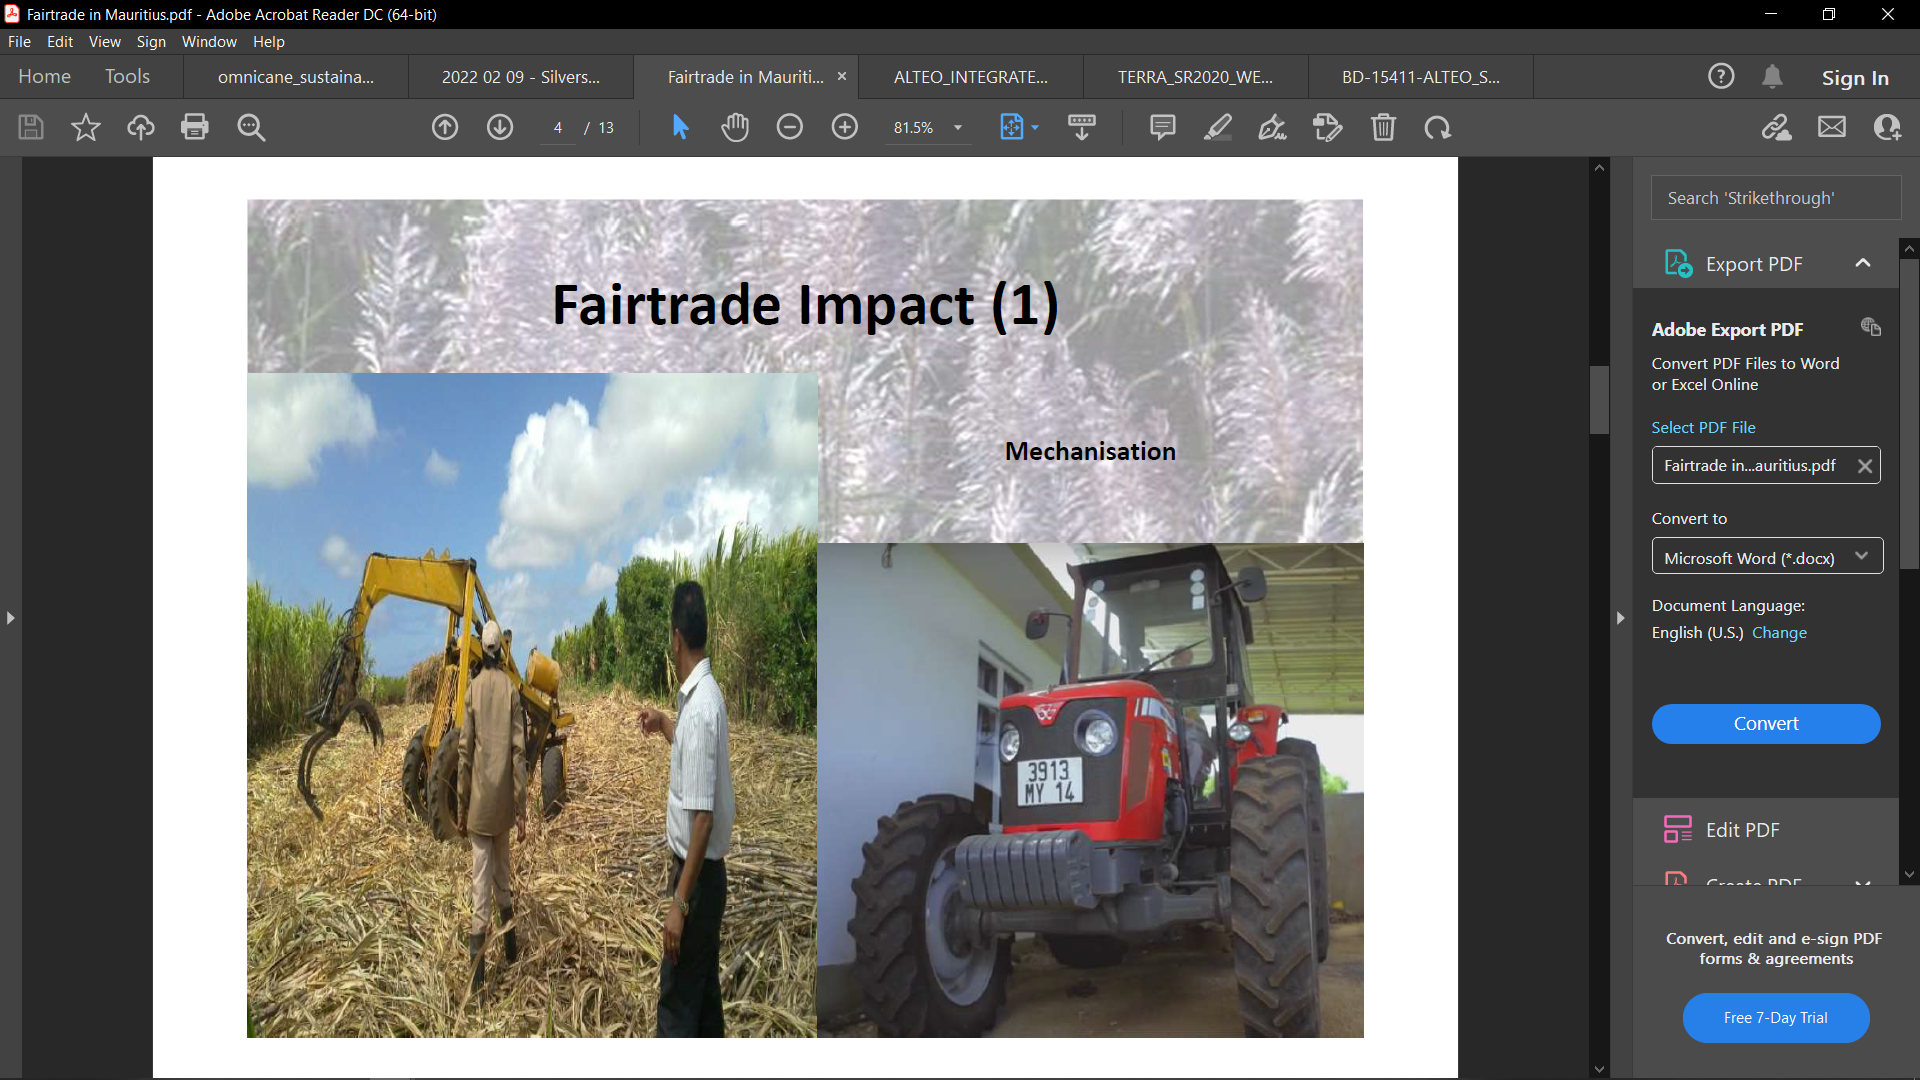 Fairtrade in Mauritius.pdf - Adobe Acrobat Reader DC (64-bit)
File Edit View Sign Window Help
Home Tools omnicane_sustaina... 2022 02 09 - Silvers... Fairtrade in Mauriti... ALTEO_INTEGRATE... TERRA_SR2020_WE... BD-15411-ALTEO_S... Sign In
4 / 13 81.5%
Fairtrade Impact (1)
Mechanisation
3913
MY 14
Search 'Strikethrough'
Export PDF
Adobe Export PDF
Convert PDF Files to Word
or Excel Online
Select PDF File
Fairtrade in...auritius.pdf
Convert to
Microsoft Word (*.docx)
Document Language:
English (U.S.) Change
Convert
Edit PDF
Create PDF
Convert, edit and e-sign PDF
forms & agreements
Free 7-Day Trial